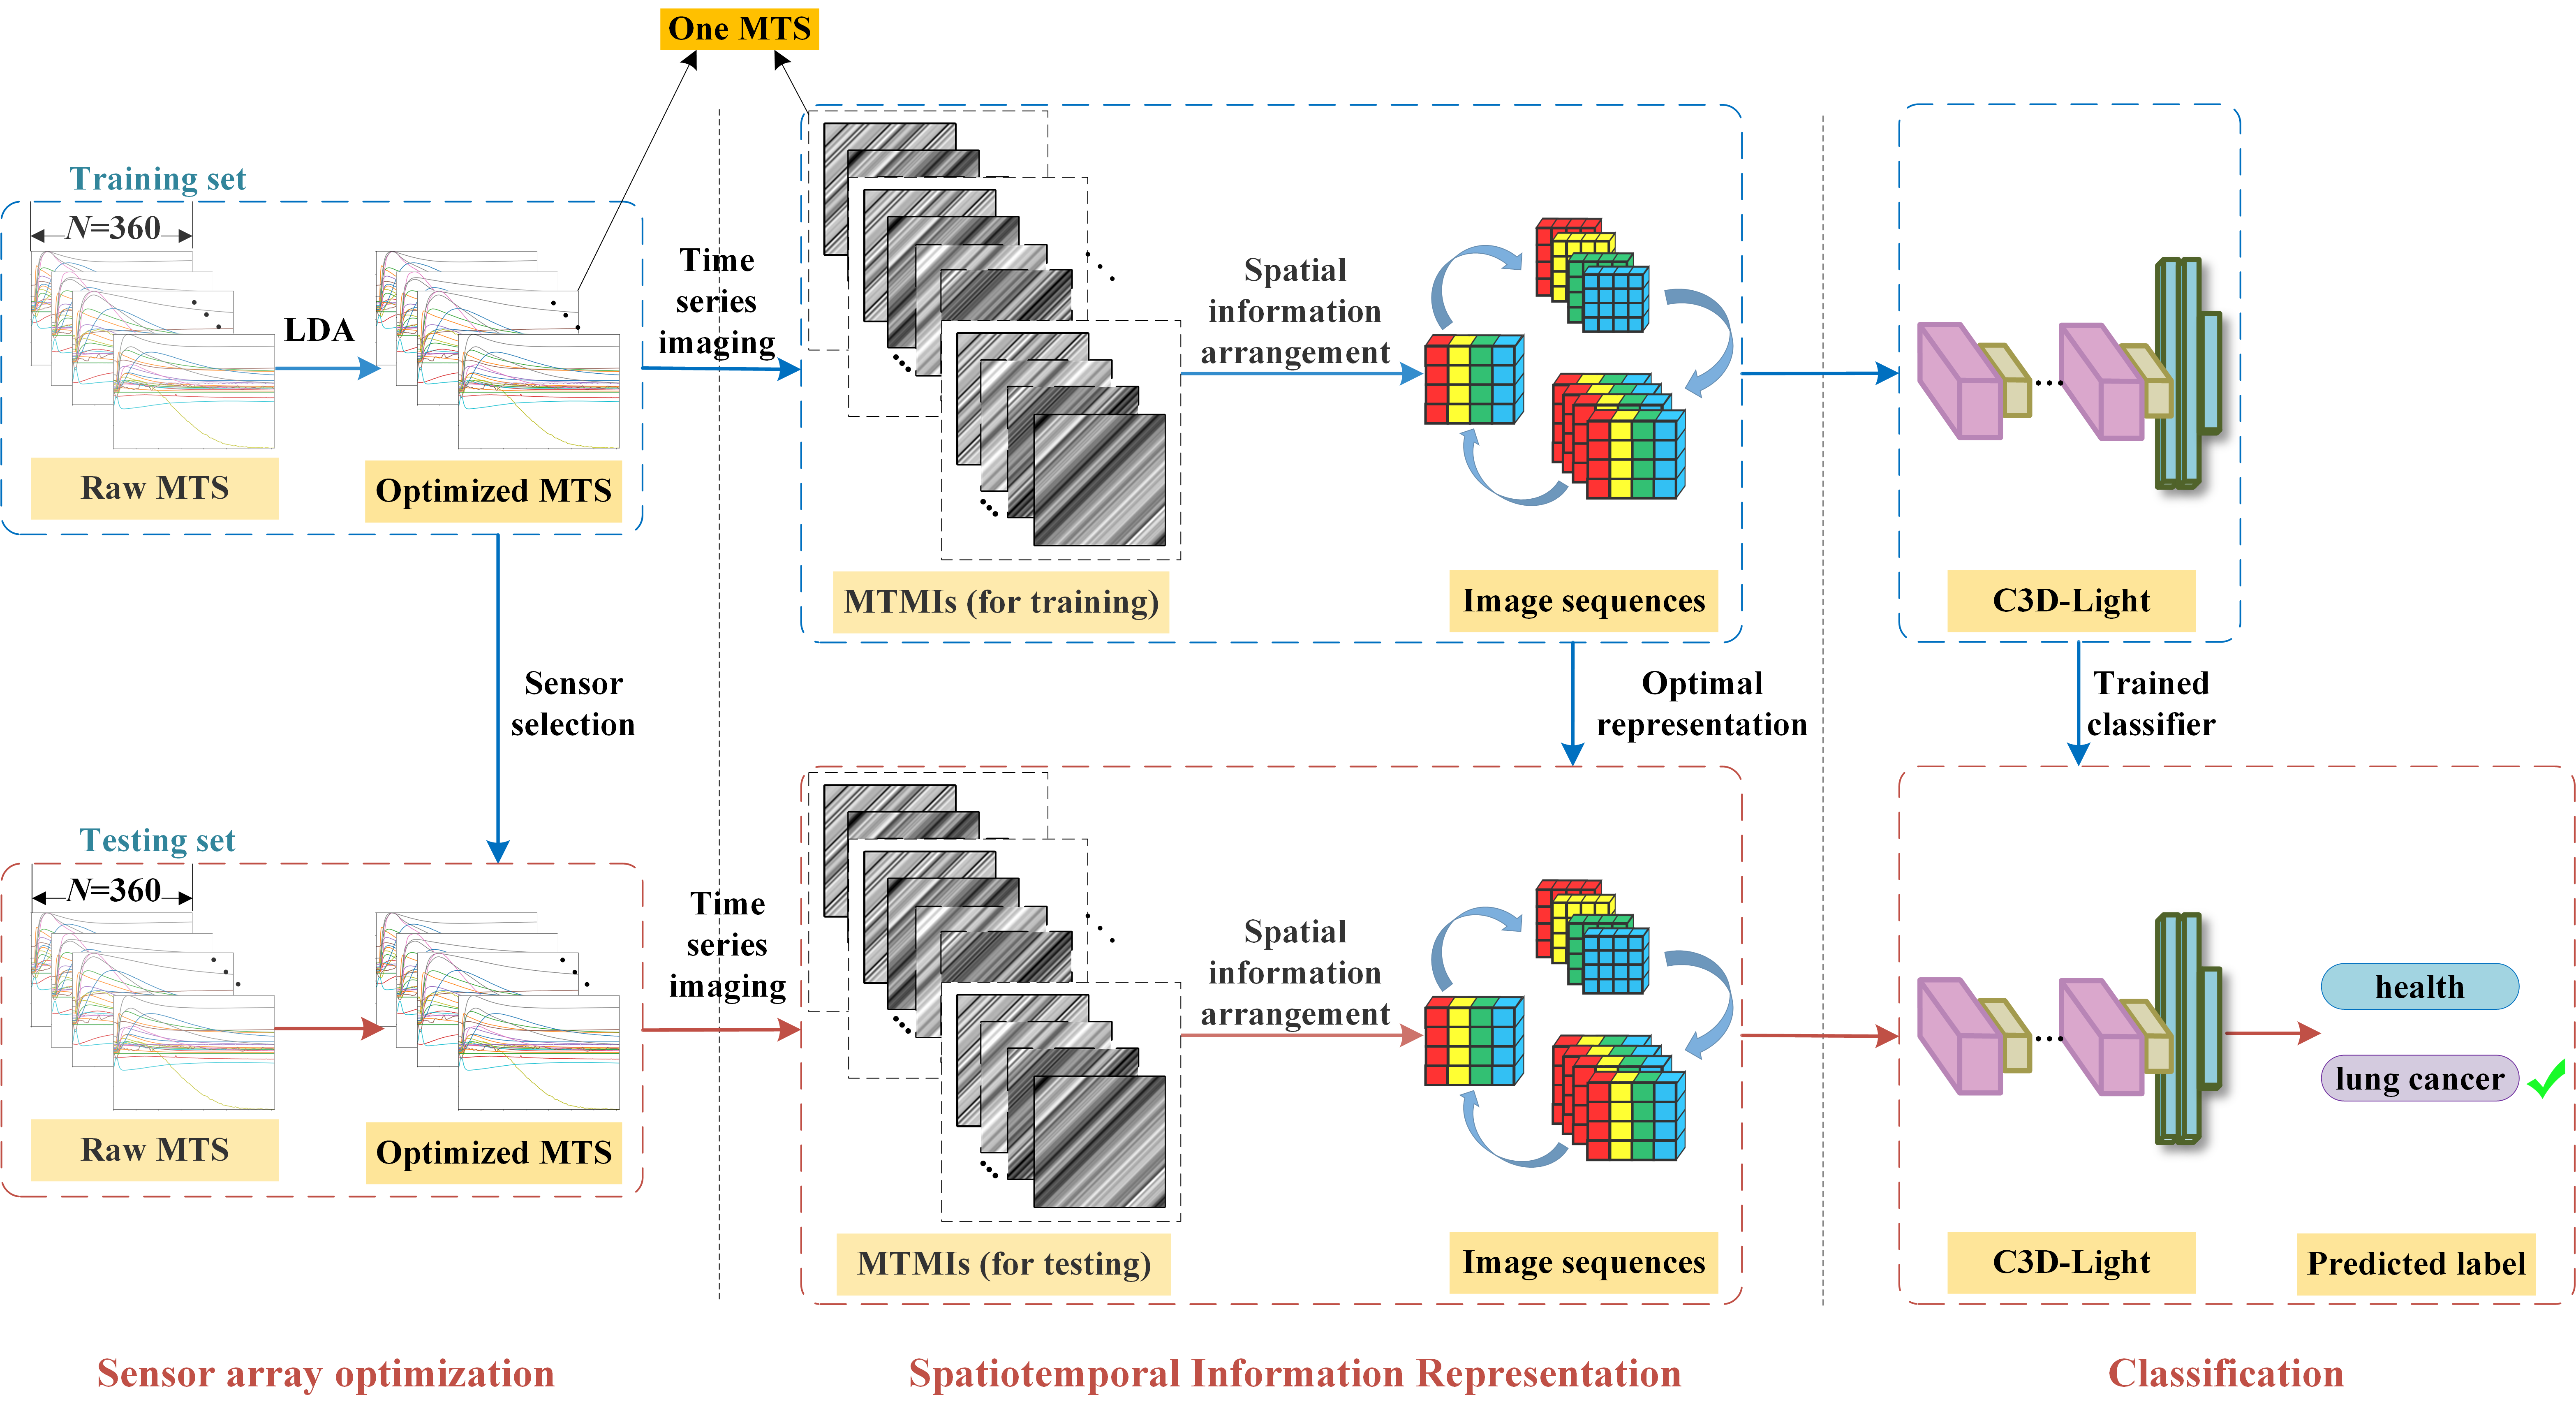 One MTS
Training set
N=360
LDA
Raw MTS
Optimized MTS
Time
series
imaging
MTMIs (for training)
Spatial
information
arrangement
Image sequences
C3D-Light
Sensor
selection
Optimal
representation
Trained
classifier
Testing set
N=360
Raw MTS
Optimized MTS
Time
series
imaging
MTMIs (for testing)
Spatial
information
arrangement
Image sequences
C3D-Light
health
lung cancer
Predicted label
Sensor array optimization
Spatiotemporal Information Representation
Classification